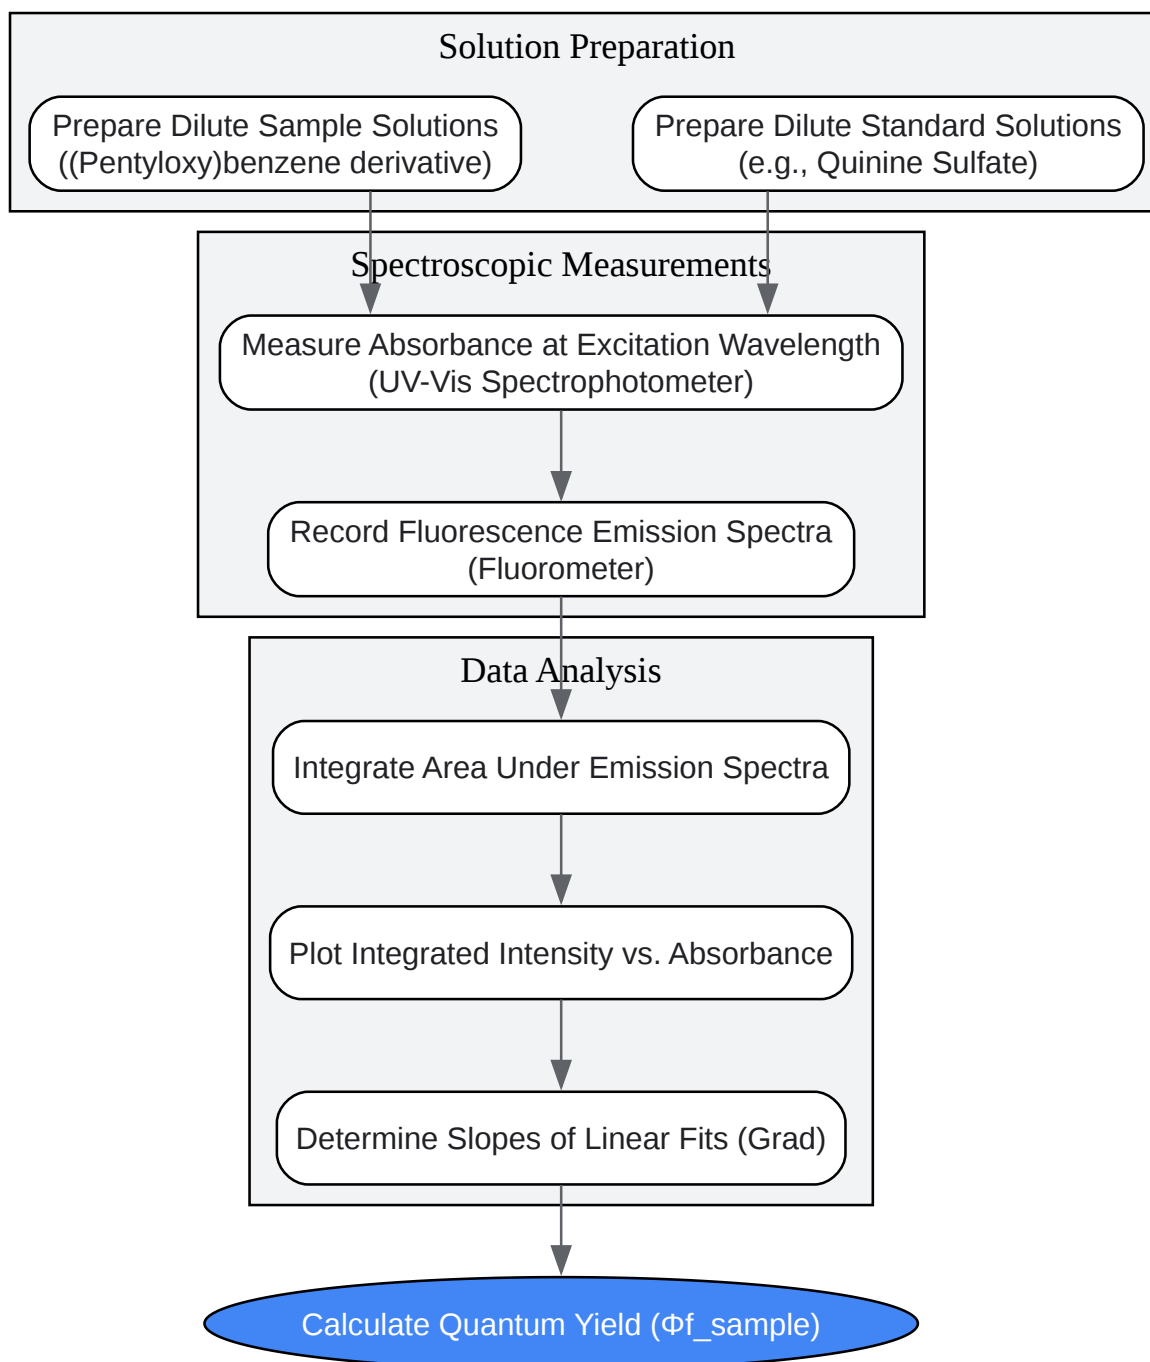 Solution Preparation
Prepare Dilute Sample Solutions
((Pentyloxy)benzene derivative)
Prepare Dilute Standard Solutions
(e.g., Quinine Sulfate)
Spectroscopic Measurements
Measure Absorbance at Excitation Wavelength
(UV-Vis Spectrophotometer)
Record Fluorescence Emission Spectra
(Fluorometer)
Data Analysis
Integrate Area Under Emission Spectra
Plot Integrated Intensity vs. Absorbance
Determine Slopes of Linear Fits (Grad)
Calculate Quantum Yield (Φf_sample)